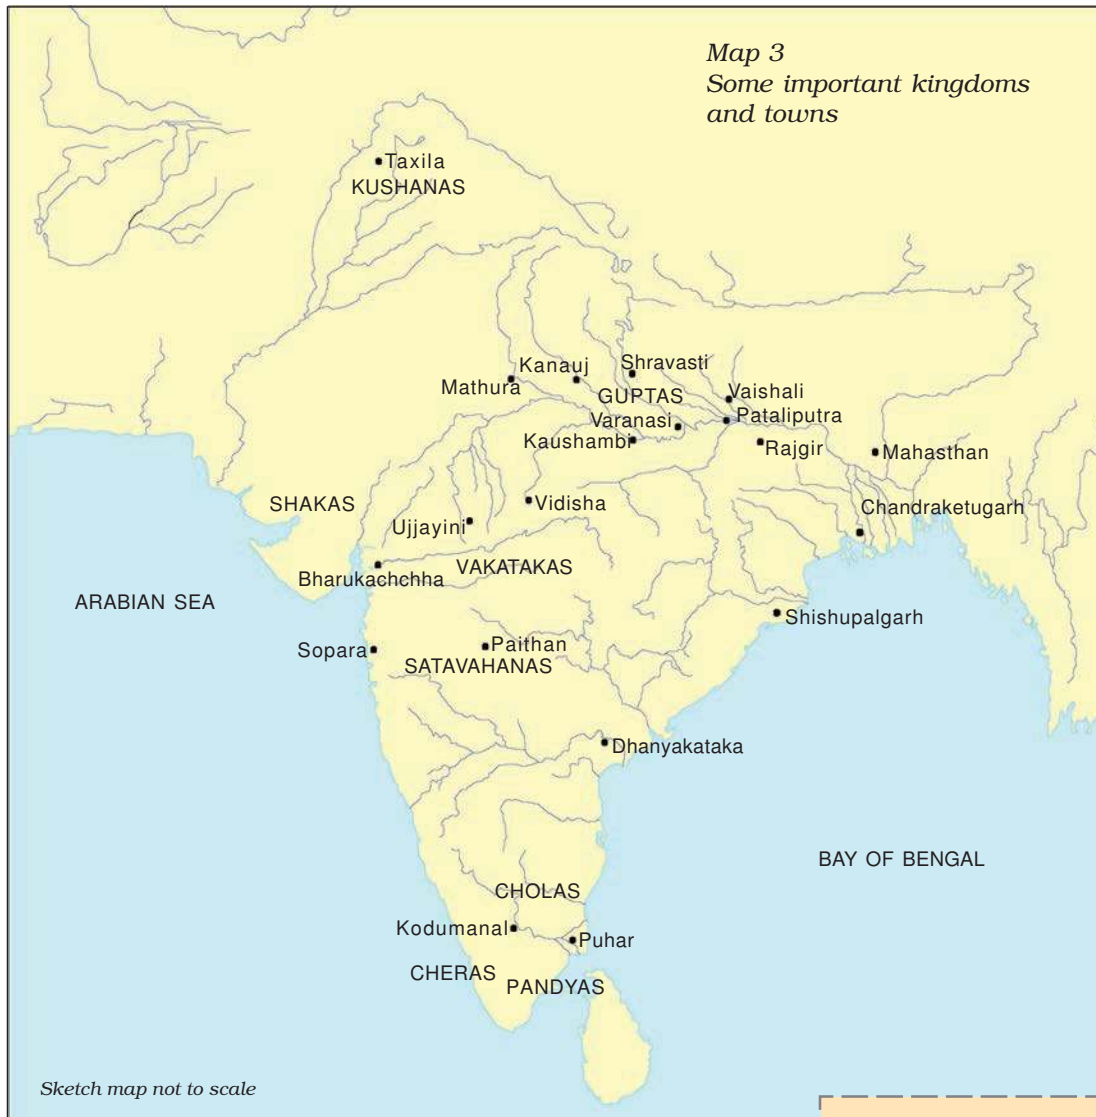 Map 3
Some important kingdoms
and towns
Taxila
KUSHANAS
Shravasti
Kanauj
Mathura
GUPTAS
Vaishali
Varanasi
Pataliputra
Kaushambi
Rajgir
Mahasthan
SHAKAS
Vidisha
Chandraketugarh
Ujjayini
VAKATAKAS
Bharukachchha
ARABIAN SEA
Shishupalgarh
Sopara
Paithan
SATAVAHANAS
Dhanyakataka
BAY OF BENGAL
CHOLAS
Kodumanal
Puhar
CHERAS
PANDYAS
Sketch map not to scale